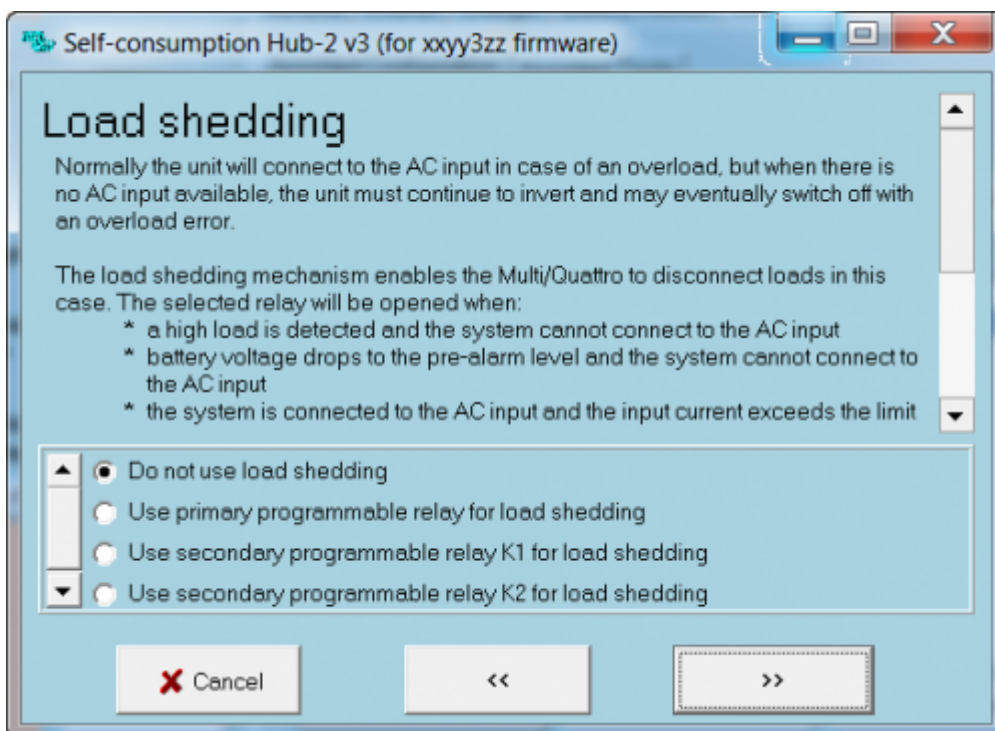 Self-consumption Hub-2 v3 (for xxyy3zz firmware)
Load shedding
Normally the unit will connect to the AC input in case of an overload, but when there is
no AC input available, the unit must continue to invert and may eventually switch off with
an overload error.
The load shedding mechanism enables the Multi/Quattro to disconnect loads in this
case. The selected relay will be opened when:
* a high load is detected and the system cannot connect to the AC input
* battery voltage drops to the pre-alarm level and the system cannot connect to
the AC input
* the system is connected to the AC input and the input current exceeds the limit
Do not use load shedding
Use primary programmable relay for load shedding
Use secondary programmable relay K1 for load shedding
Use secondary programmable relay K2 for load shedding
Cancel
<<
>>